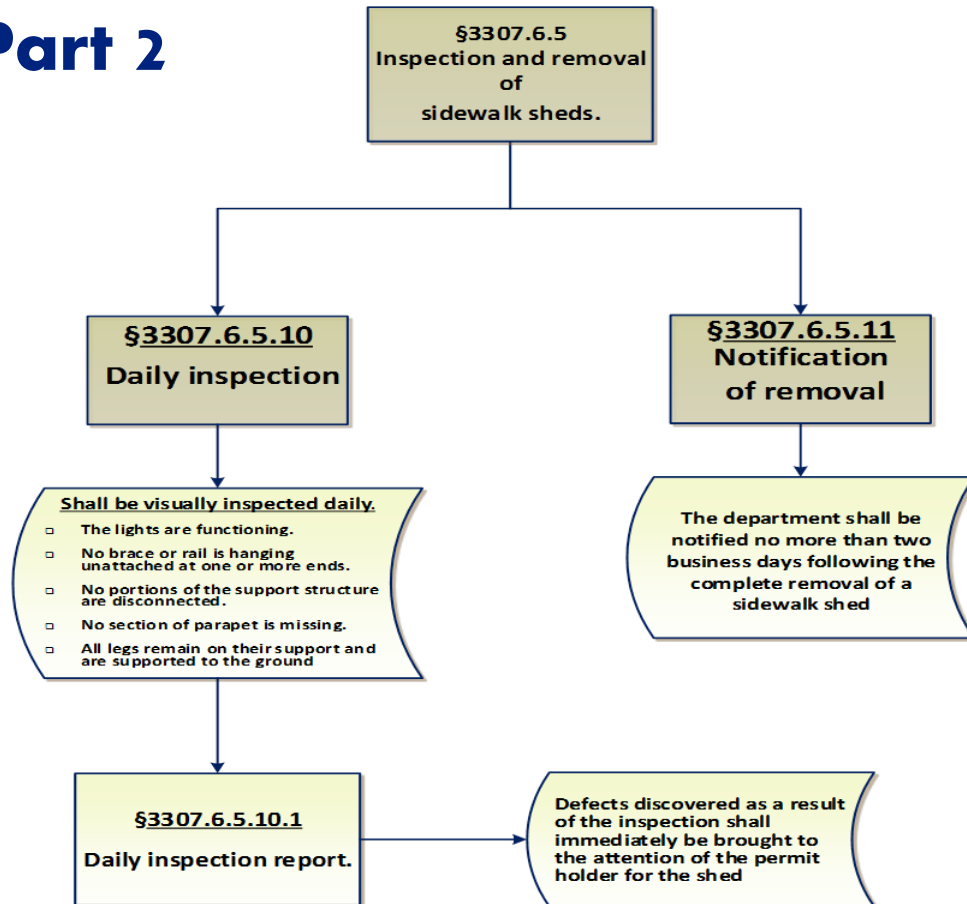 Part 2
§3307.6.5
Inspection and removal
of
sidewalk sheds.
§3307.6.5.10
Daily inspection
§3307.6.5.11
Notification
of removal
Shall be visually inspected daily.
The lights are functioning.
No brace or rail is hanging
unattached at one or more ends.
No portions of the support structure
are disconnected.
No section of parapet is missing.
All legs remain on their support and
are supported to the ground
The department shall be
notified no more than two
business days following the
complete removal of a
sidewalk shed
§3307.6.5.10.1
Daily inspection report.
Defects discovered as a result
of the inspection shall
immediately be brought to
the attention of the permit
holder for the shed